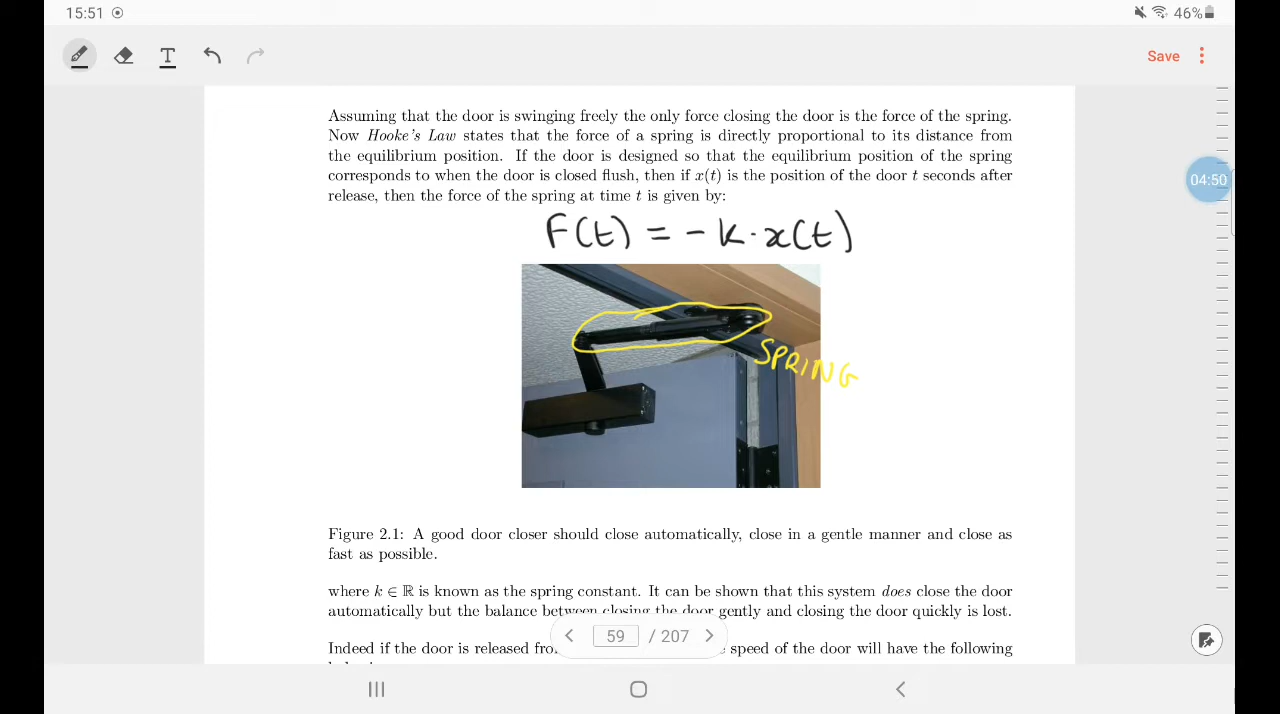 15:51
46%
T
Save
Assuming that the door is swinging freely the only force closing the door is the force of the spring.
Now Hooke's Law states that the force of a spring is directly proportional to its distance from
the equilibrium position. If the door is designed so that the equilibrium position of the spring
corresponds to when the door is closed flush, then if x(t) is the position of the door t seconds after
release, then the force of the spring at time t is given by:
04:50
F(t) = -k·x(t)
SPRING
Figure 2.1: A good door closer should close automatically, close in a gentle manner and close as
fast as possible.
where k ∈ ℝ is known as the spring constant. It can be shown that this system does close the door
automatically but the balance between closing the door gently and closing the door quickly is lost.
59 / 207
Indeed if the door is released speed of the door will have the following